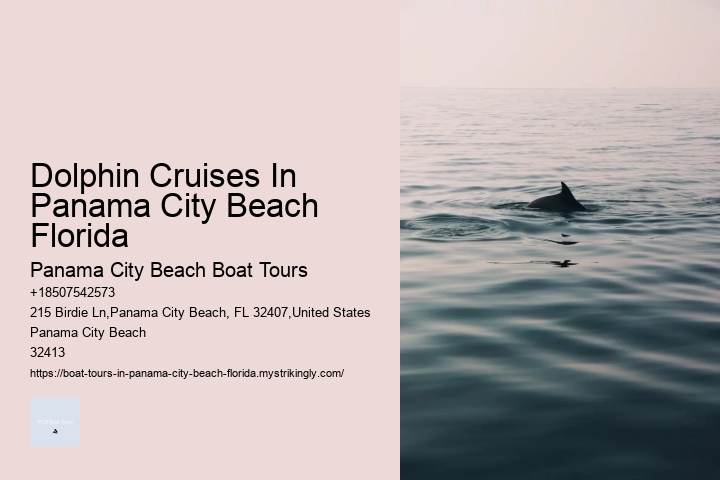 Dolphin Cruises In
Panama City Beach
Florida
Panama City Beach Boat Tours
+18507542573
215 Birdie Ln,Panama City Beach, FL 32407,United States
Panama City Beach
32413
https://boat-tours-in-panama-city-beach-florida.mystrikingly.com/